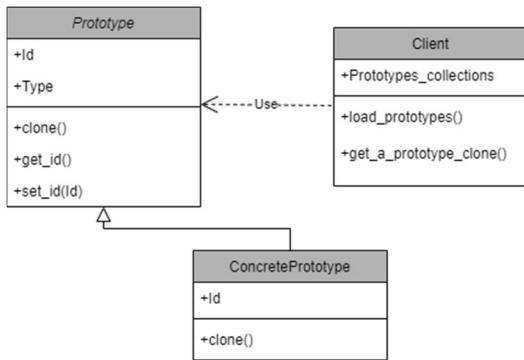 Prototype
+Id
+Type
+clone()
+get_id()
+set_id(Id)
Use
Client
+Prototypes_collections
+load_prototypes()
+get_a_prototype_clone()
ConcretePrototype
+Id
+clone()